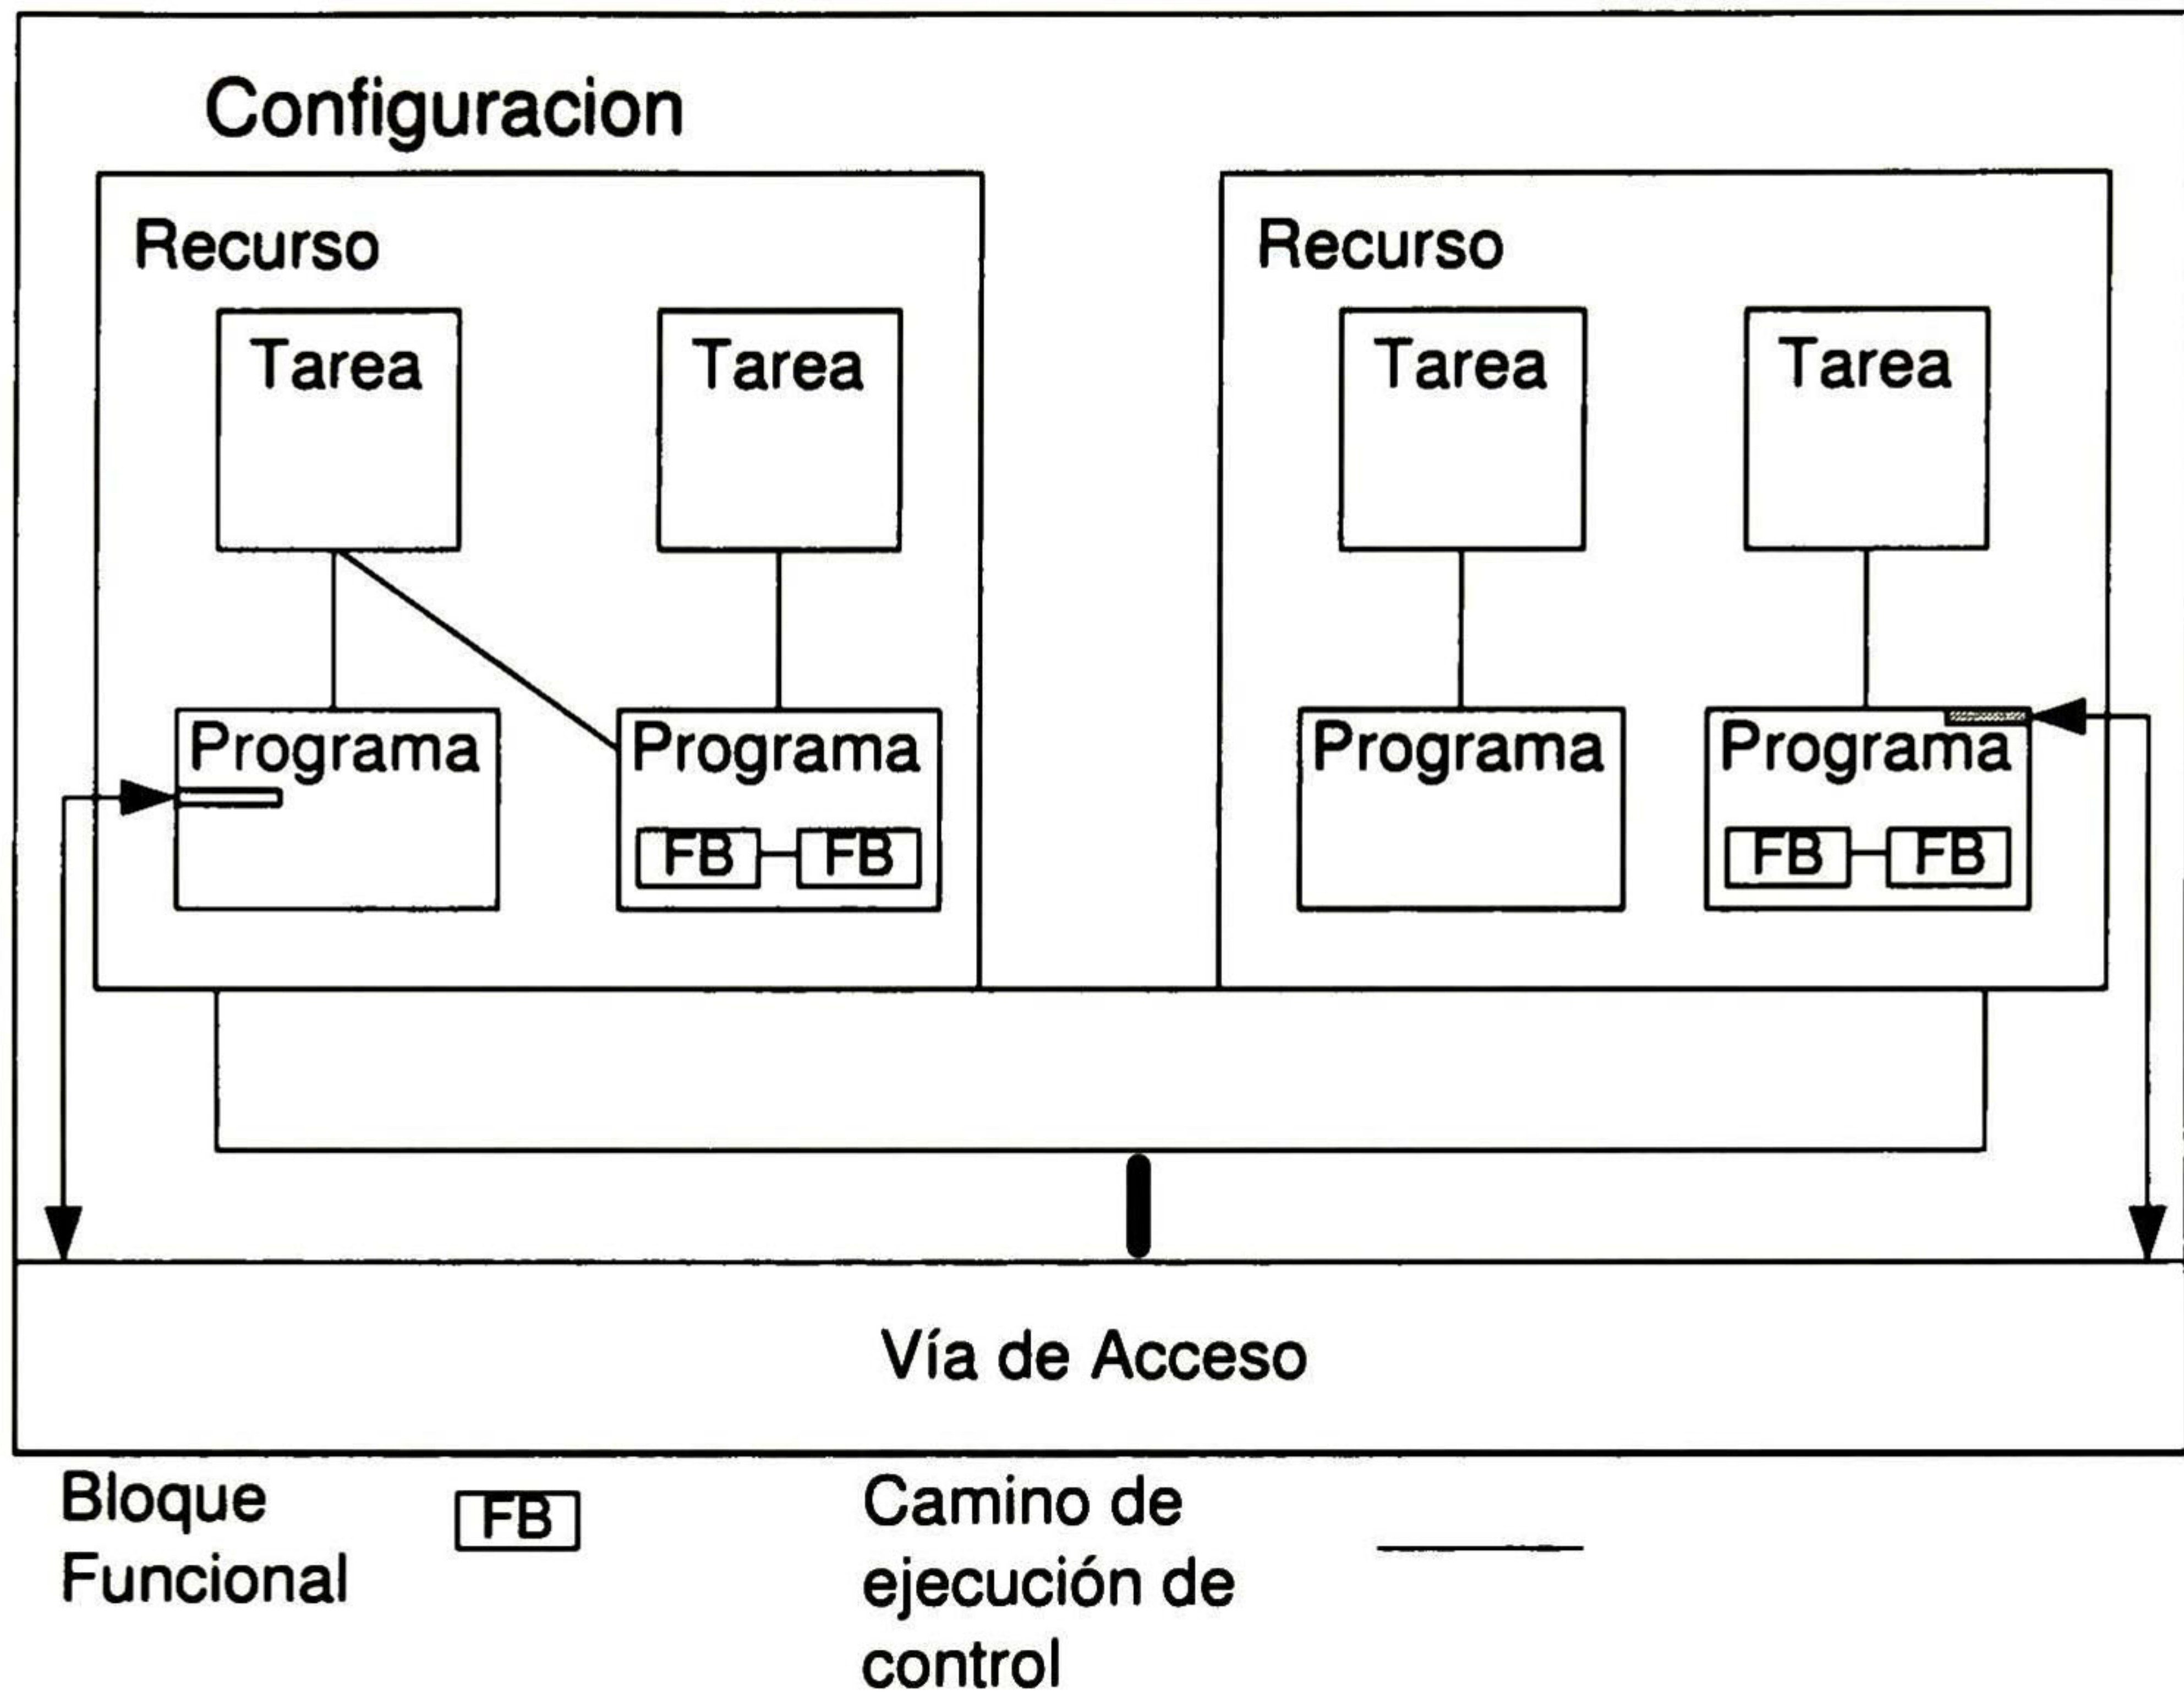 Configuracion
Recurso
Recurso
Tarea
Tarea
Tarea
Tarea
Programa
Programa
Programa
Programa
FB
FB
FB
FB
Vía de Acceso
Bloque
Funcional
FB
Camino de
ejecución de
control